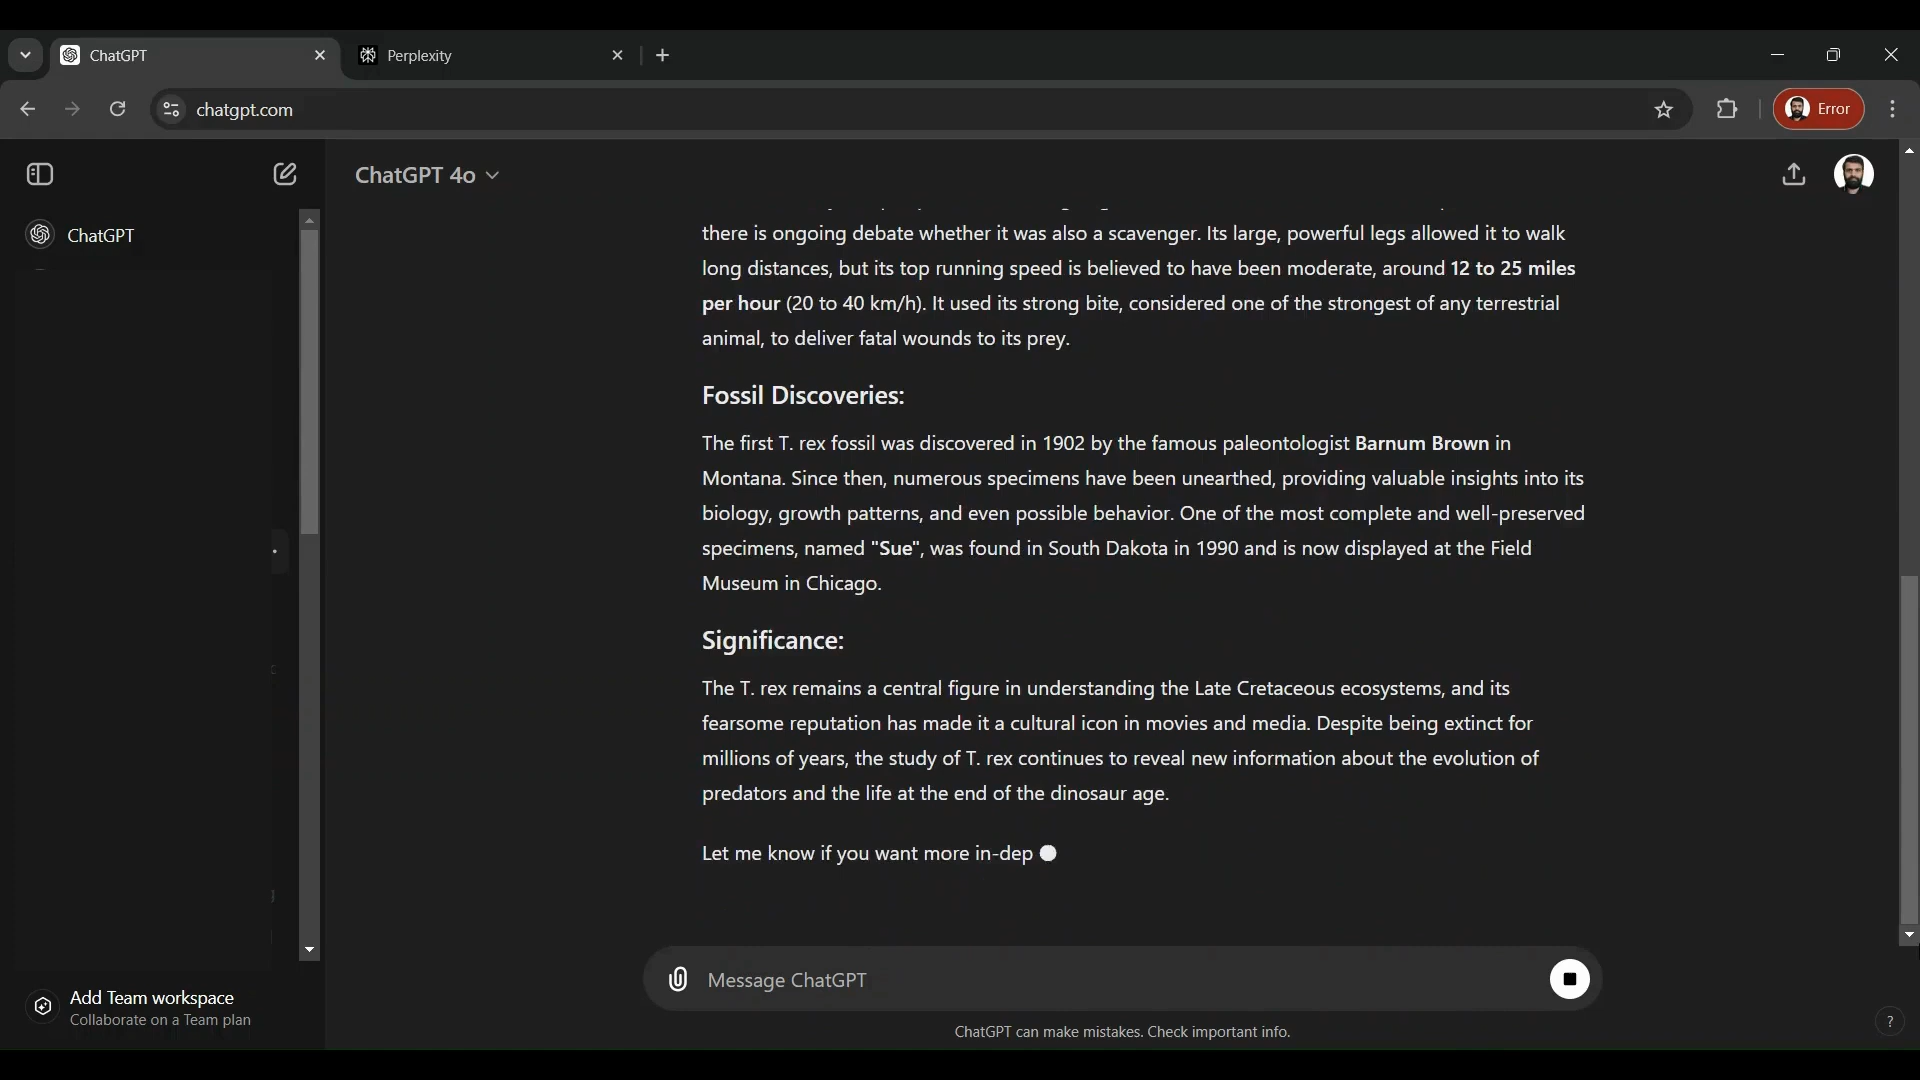 ChatGPT
Perplexity
chatgpt.com
Error
ChatGPT 4o
ChatGPT
there is ongoing debate whether it was also a scavenger. Its large, powerful legs allowed it to walk
long distances, but its top running speed is believed to have been moderate, around 12 to 25 miles
per hour (20 to 40 km/h). It used its strong bite, considered one of the strongest of any terrestrial
animal, to deliver fatal wounds to its prey.
Fossil Discoveries:
The first T. rex fossil was discovered in 1902 by the famous paleontologist Barnum Brown in
Montana. Since then, numerous specimens have been unearthed, providing valuable insights into its
biology, growth patterns, and even possible behavior. One of the most complete and well-preserved
specimens, named "Sue", was found in South Dakota in 1990 and is now displayed at the Field
Museum in Chicago.
Significance:
The T. rex remains a central figure in understanding the Late Cretaceous ecosystems, and its
fearsome reputation has made it a cultural icon in movies and media. Despite being extinct for
millions of years, the study of T. rex continues to reveal new information about the evolution of
predators and the life at the end of the dinosaur age.
Let me know if you want more in-dep
Message ChatGPT
Add Team workspace
Collaborate on a Team plan
ChatGPT can make mistakes. Check important info.
?